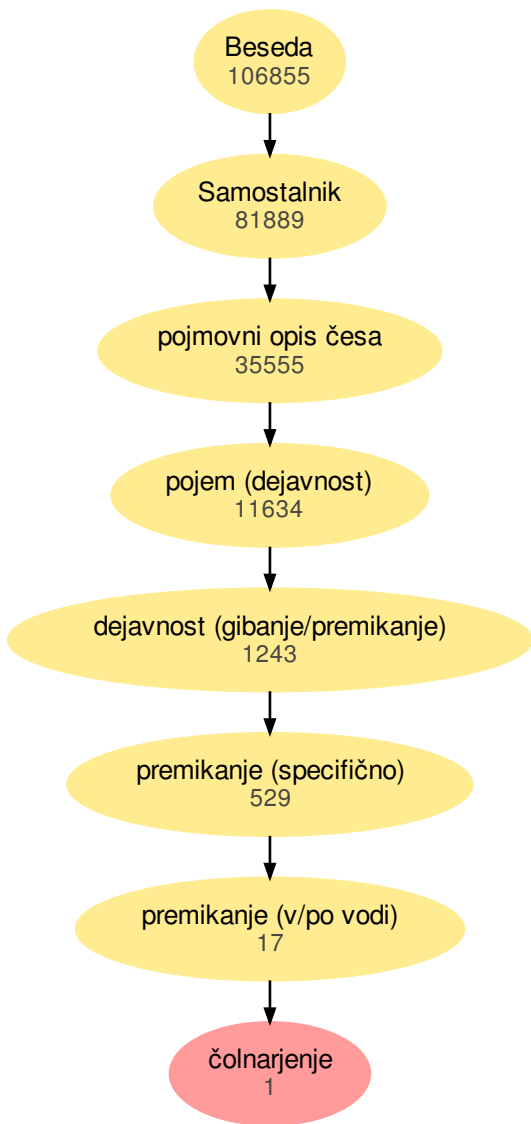 Beseda
106855
Samostalnik
81889
pojmovni opis česa
35555
pojem (dejavnost)
11634
dejavnost (gibanje/premikanje)
1243
premikanje (specifično)
529
premikanje (v/po vodi)
17
čolnarjenje
1